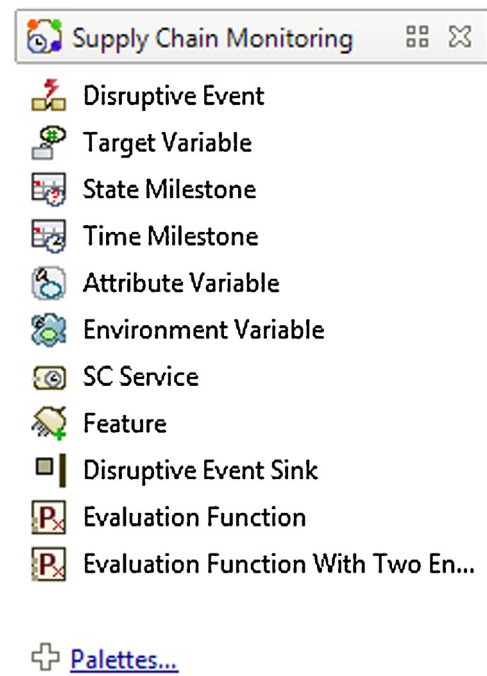 Supply Chain Monitoring
Disruptive Event
Target Variable
State Milestone
Time Milestone
Attribute Variable
Environment Variable
SC Service
Feature
Disruptive Event Sink
Evaluation Function
Evaluation Function With Two En...
Palettes...